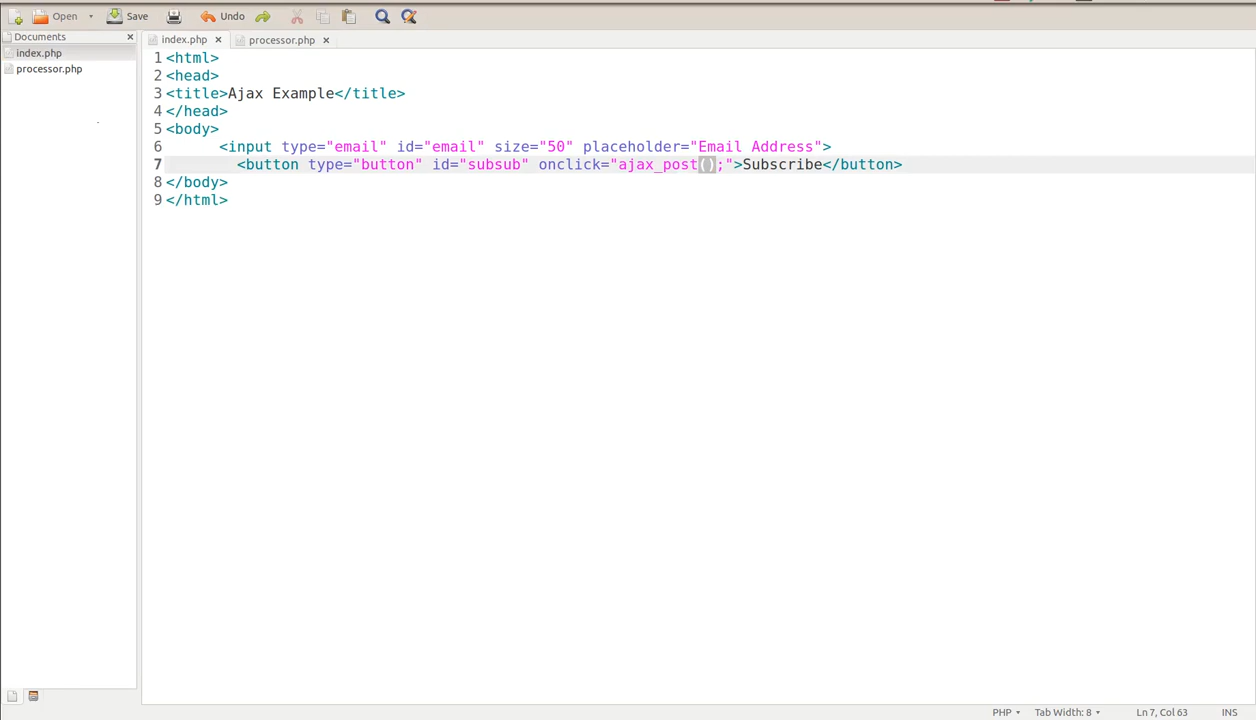 Open Save Undo
Documents
index.php processor.php
index.php
processor.php
1 <html>
2 <head>
3 <title>Ajax Example</title>
4 </head>
5 <body>
6 <input type="email" id="email" size="50" placeholder="Email Address">
7 <button type="button" id="subsub" onclick="ajax_post();">Subscribe</button>
8 </body>
9 </html>
PHP Tab Width: 8 Ln 7, Col 63 INS